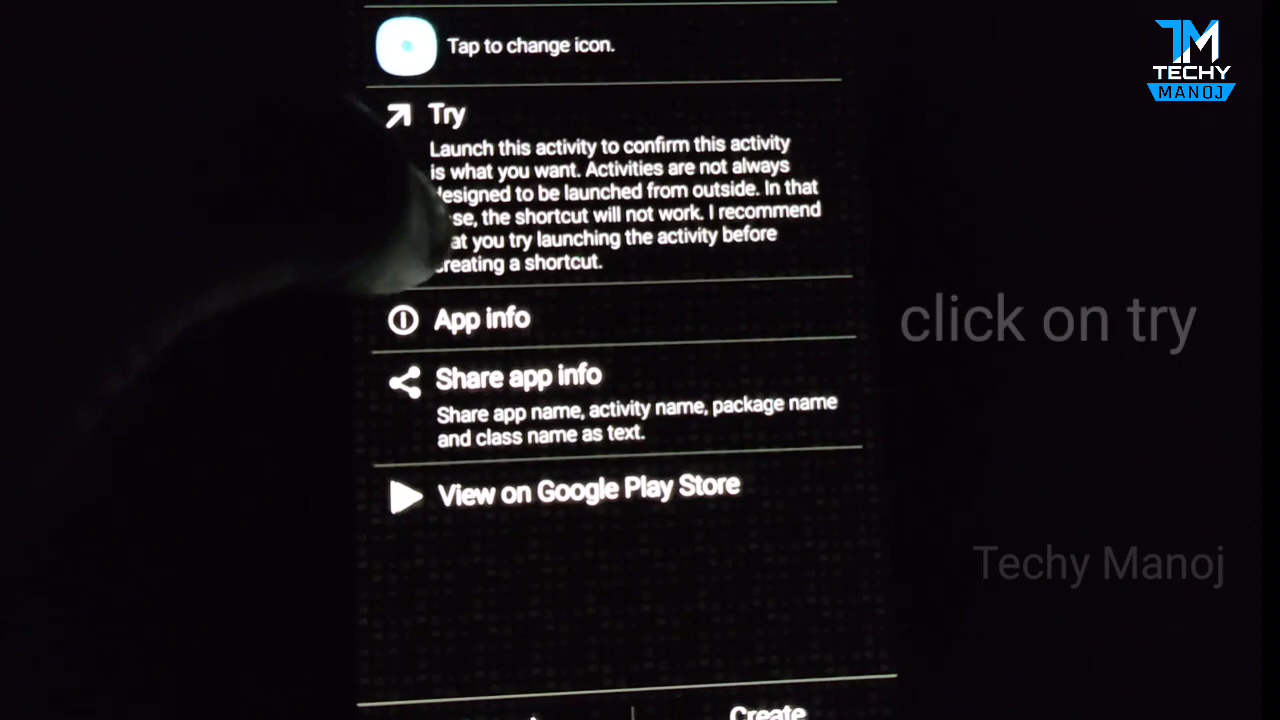 Tap to change icon.
Try
Launch this activity to confirm this activity
is what you want. Activities are not always
designed to be launched from outside. In that
se, the shortcut will not work. I recommend
at you try launching the activity before
creating a shortcut.
App info
Share app info
Share app name, activity name, package name
and class name as text.
View on Google Play Store
Create
TM
TECHY
MANOJ
click on try
Techy Manoj